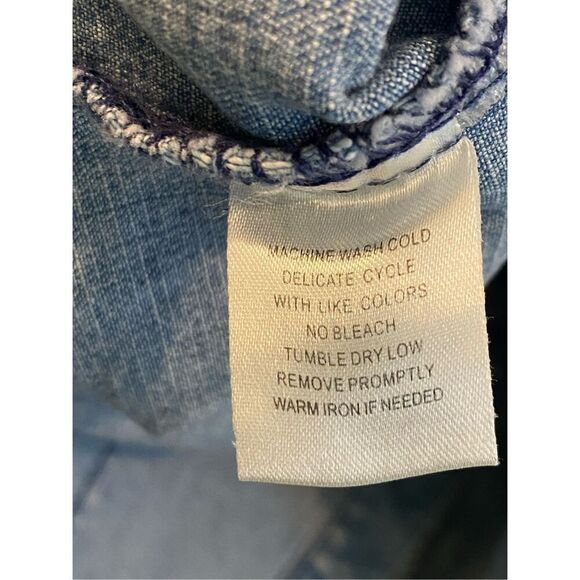 MACHINE WASH COLD
DELICATE CYCLE
WITH LIKE COLORS
NO BLEACH
TUMBLE DRY LOW
REMOVE PROMPTLY
WARM IRON IF NEEDED